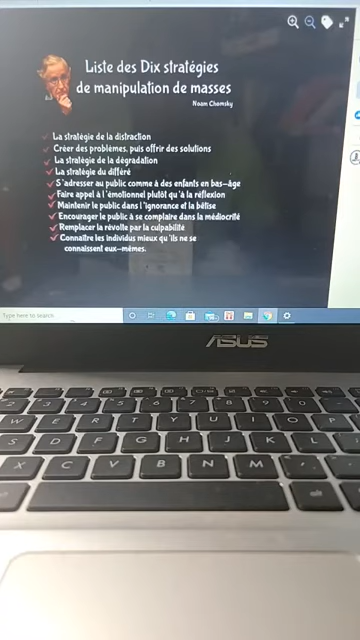 Liste des Dix stratégies
de manipulation de masses
Noam Chomsky
La stratégie de la distraction
Créer des problèmes, puis offrir des solutions
La stratégie de la dégradation
La stratégie du différé
S'adresser au public comme à des enfants en bas-âge
Faire appel à l'émotionnel plutôt qu'à la réflexion
Maintenir le public dans l'ignorance et la bêtise
Encourager le public à se complaire dans la médiocrité
Remplacer la révolte par la culpabilité
Connaître les individus mieux qu'ils ne se
connaissent eux-mêmes.
Type here to search
ASUS
W E R T Y U I O P
S D F G H J K L
X C V B N M
alt